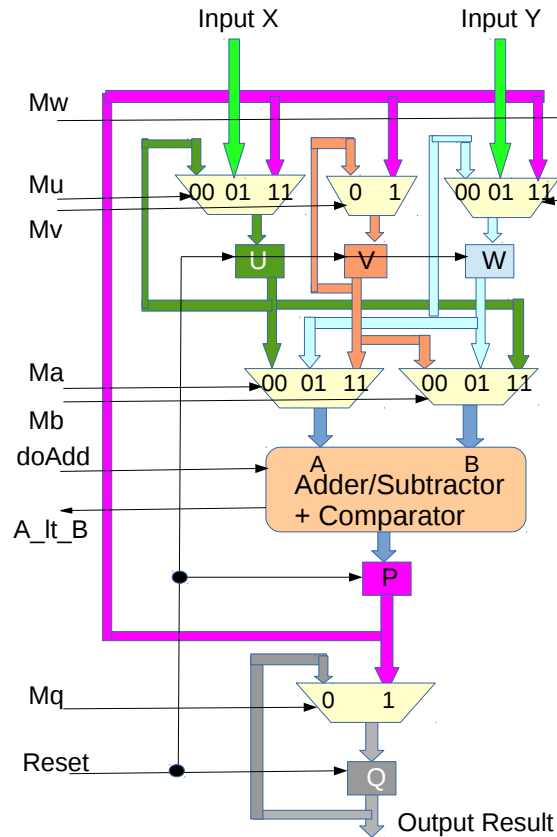 Input X Input Y
Mw
Mu 00 01 11 0 1 00 01 11
Mv
U V W
Ma 00 01 11 00 01 11
Mb
doAdd A B
Adder/Subtractor
A_lt_B + Comparator
P
Mq 0 1
Reset Q
Output Result